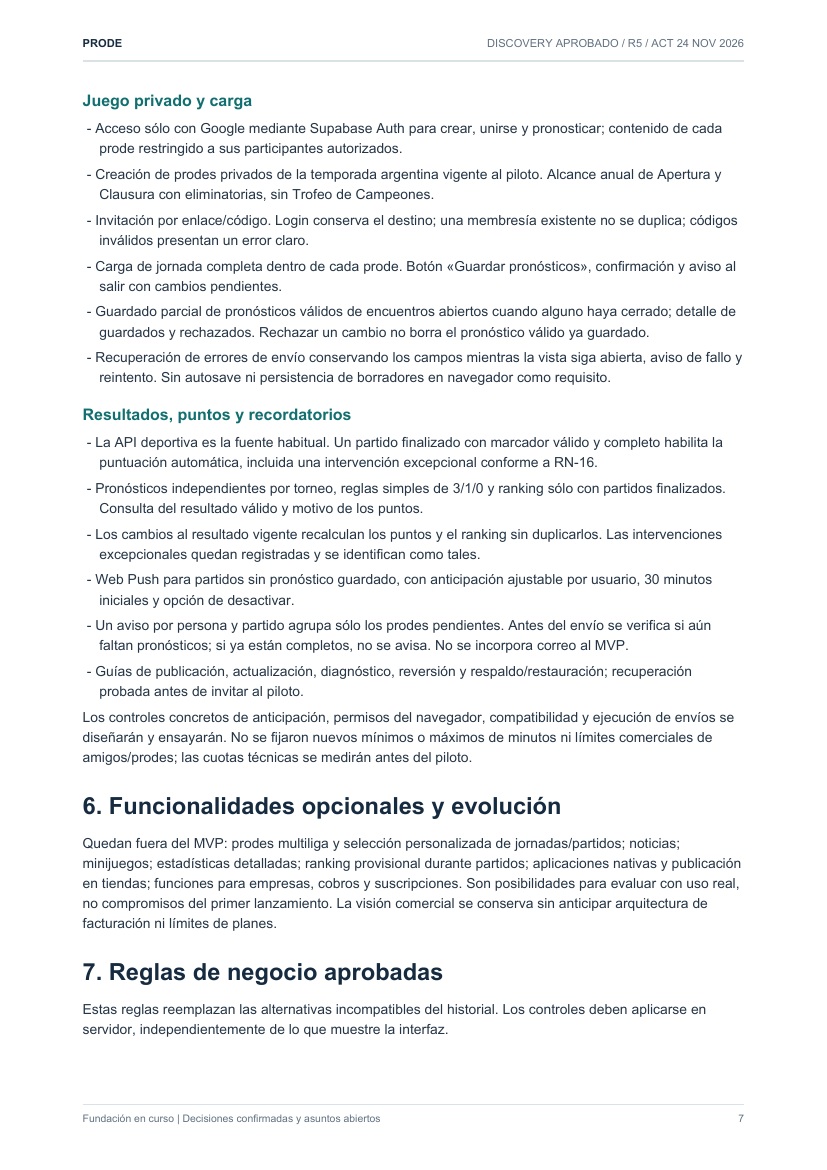 PRODE
DISCOVERY APROBADO / R5 / ACT 24 NOV 2026
Juego privado y carga
- Acceso sólo con Google mediante Supabase Auth para crear, unirse y pronosticar; contenido de cada
prode restringido a sus participantes autorizados.
- Creación de prodes privados de la temporada argentina vigente al piloto. Alcance anual de Apertura y
Clausura con eliminatorias, sin Trofeo de Campeones.
- Invitación por enlace/código. Login conserva el destino; una membresía existente no se duplica; códigos
inválidos presentan un error claro.
- Carga de jornada completa dentro de cada prode. Botón «Guardar pronósticos», confirmación y aviso al
salir con cambios pendientes.
- Guardado parcial de pronósticos válidos de encuentros abiertos cuando alguno haya cerrado; detalle de
guardados y rechazados. Rechazar un cambio no borra el pronóstico válido ya guardado.
- Recuperación de errores de envío conservando los campos mientras la vista siga abierta, aviso de fallo y
reintento. Sin autosave ni persistencia de borradores en navegador como requisito.
Resultados, puntos y recordatorios
- La API deportiva es la fuente habitual. Un partido finalizado con marcador válido y completo habilita la
puntuación automática, incluida una intervención excepcional conforme a RN-16.
- Pronósticos independientes por torneo, reglas simples de 3/1/0 y ranking sólo con partidos finalizados.
Consulta del resultado válido y motivo de los puntos.
- Los cambios al resultado vigente recalculan los puntos y el ranking sin duplicarlos. Las intervenciones
excepcionales quedan registradas y se identifican como tales.
- Web Push para partidos sin pronóstico guardado, con anticipación ajustable por usuario, 30 minutos
iniciales y opción de desactivar.
- Un aviso por persona y partido agrupa sólo los prodes pendientes. Antes del envío se verifica si aún
faltan pronósticos; si ya están completos, no se avisa. No se incorpora correo al MVP.
- Guías de publicación, actualización, diagnóstico, reversión y respaldo/restauración; recuperación
probada antes de invitar al piloto.
Los controles concretos de anticipación, permisos del navegador, compatibilidad y ejecución de envíos se
diseñarán y ensayarán. No se fijaron nuevos mínimos o máximos de minutos ni límites comerciales de
amigos/prodes; las cuotas técnicas se medirán antes del piloto.
6. Funcionalidades opcionales y evolución
Quedan fuera del MVP: prodes multiliga y selección personalizada de jornadas/partidos; noticias;
minijuegos; estadísticas detalladas; ranking provisional durante partidos; aplicaciones nativas y publicación
en tiendas; funciones para empresas, cobros y suscripciones. Son posibilidades para evaluar con uso real,
no compromisos del primer lanzamiento. La visión comercial se conserva sin anticipar arquitectura de
facturación ni límites de planes.
7. Reglas de negocio aprobadas
Estas reglas reemplazan las alternativas incompatibles del historial. Los controles deben aplicarse en
servidor, independientemente de lo que muestre la interfaz.
Fundación en curso | Decisiones confirmadas y asuntos abiertos
7